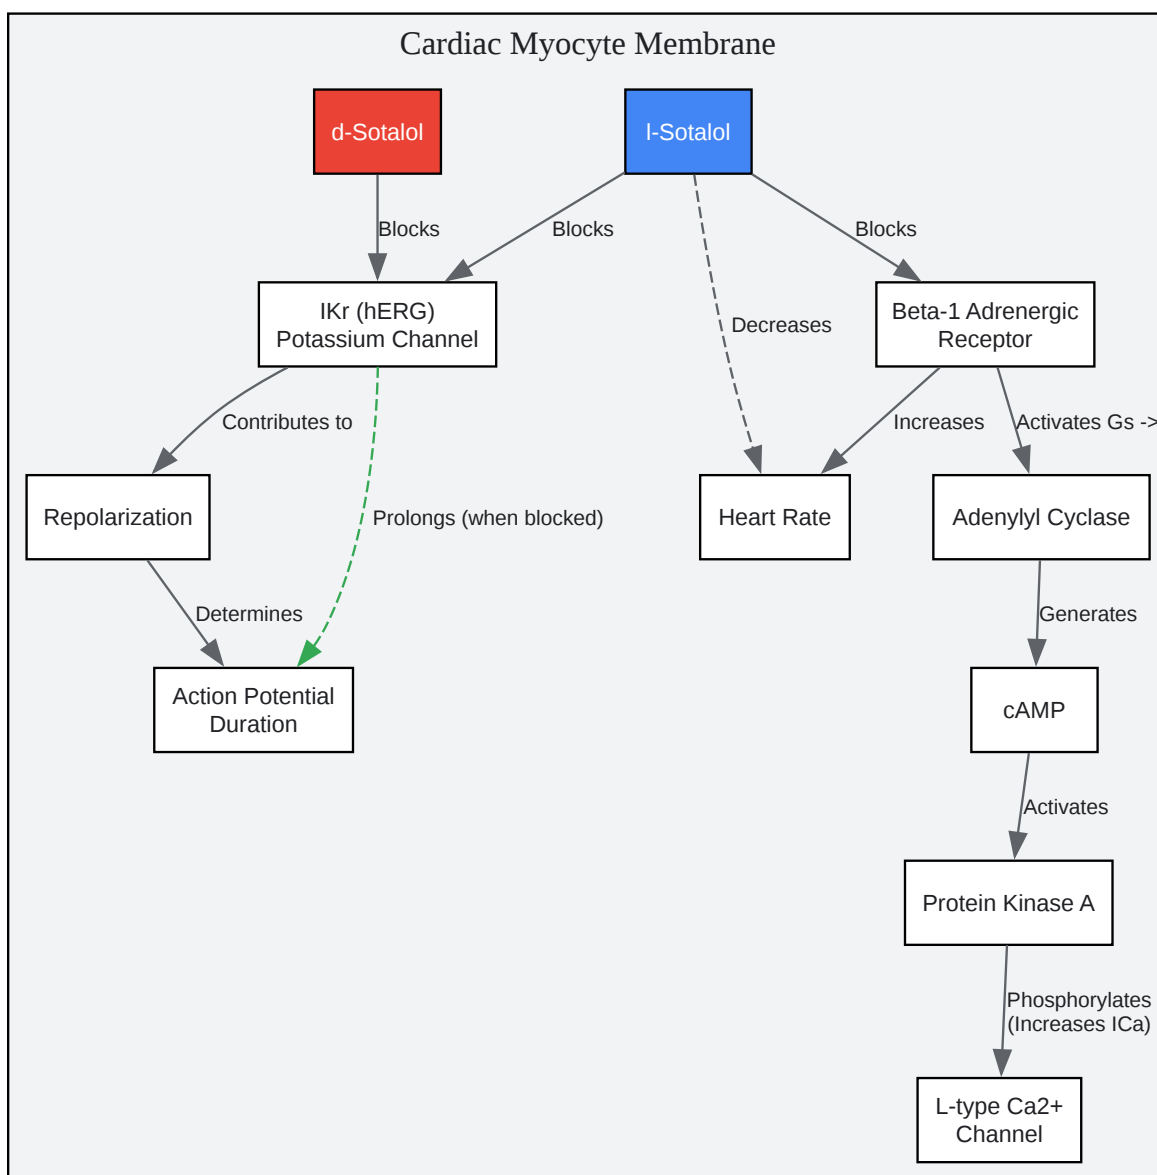 Cardiac Myocyte Membrane
d-Sotalol
l-Sotalol
Blocks
Blocks
Blocks
IKr (hERG)
Potassium Channel
Decreases
Beta-1 Adrenergic
Receptor
Contributes to
Increases
Activates Gs ->
Repolarization
Prolongs (when blocked)
Heart Rate
Adenylyl Cyclase
Determines
Generates
Action Potential
Duration
cAMP
Activates
Protein Kinase A
Phosphorylates
(Increases ICa)
L-type Ca2+
Channel